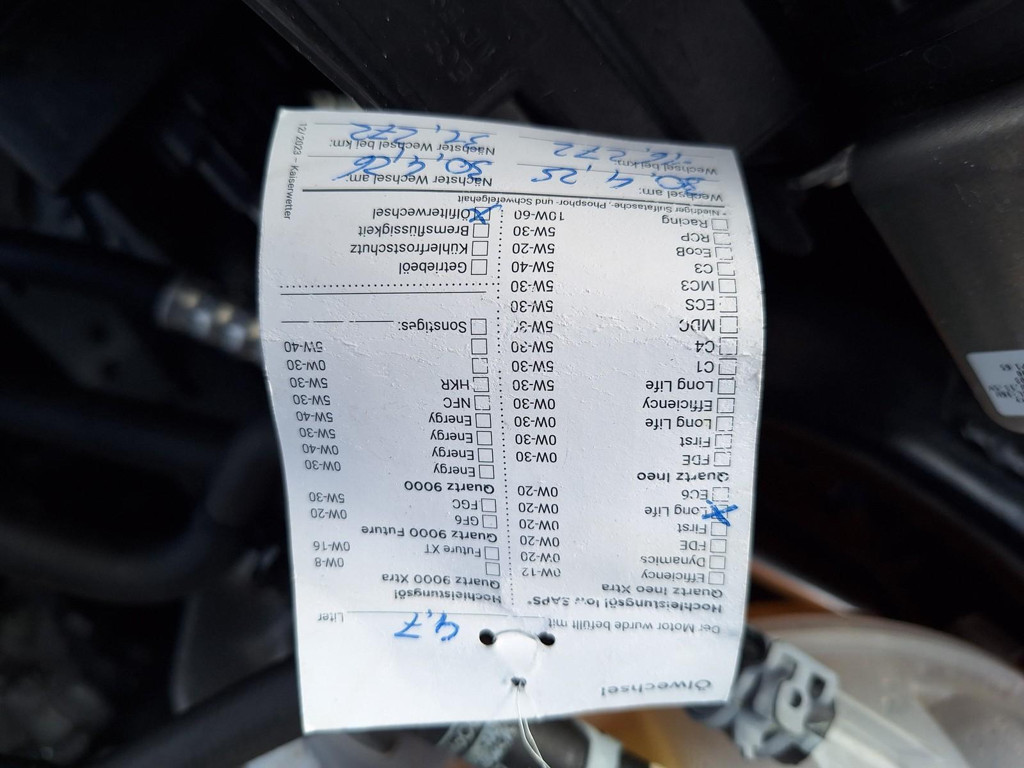 Ölwechsel
Der Motor wurde befüllt mit: 4,7 Liter
Hochleistungsöl low SAPS*
Quartz Ineo Xtra
Efficiency 0W-12
Dynamics 0W-20
FDE 0W-20
First 0W-20
Long Life 0W-20
EC6 0W-20
Quartz Ineo
FDE 0W-30
First 0W-30
Long Life 0W-30
Efficiency 0W-30
Long Life 5W-30
C1 5W-30
C4 5W-30
MDC 5W-30
ECS 5W-30
MC3 5W-30
C3 5W-40
EcoB 5W-20
RCP 5W-30
Racing 10W-60
Hochleistungsöl
Quartz 9000 Xtra
0W-8
Future XT 0W-16
Quartz 9000 Future
GF6 0W-20
FGC 5W-30
Quartz 9000
Energy 0W-30
Energy 0W-40
Energy 5W-30
Energy 5W-40
NFC 5W-30
HKR 5W-30
0W-30
5W-40
Sonstiges:
Getriebeöl
Kühlerfrostschutz
Bremsflüssigkeit
Ölfilterwechsel
* Niedriger Sulfatasche, Phosphor- und Schwefelgehalt
Wechsel am: 30.4.25 Nächster Wechsel am: 30.4.26
Wechsel bei km: Nächster Wechsel bei km:
12/2023 – Kaiserwetter